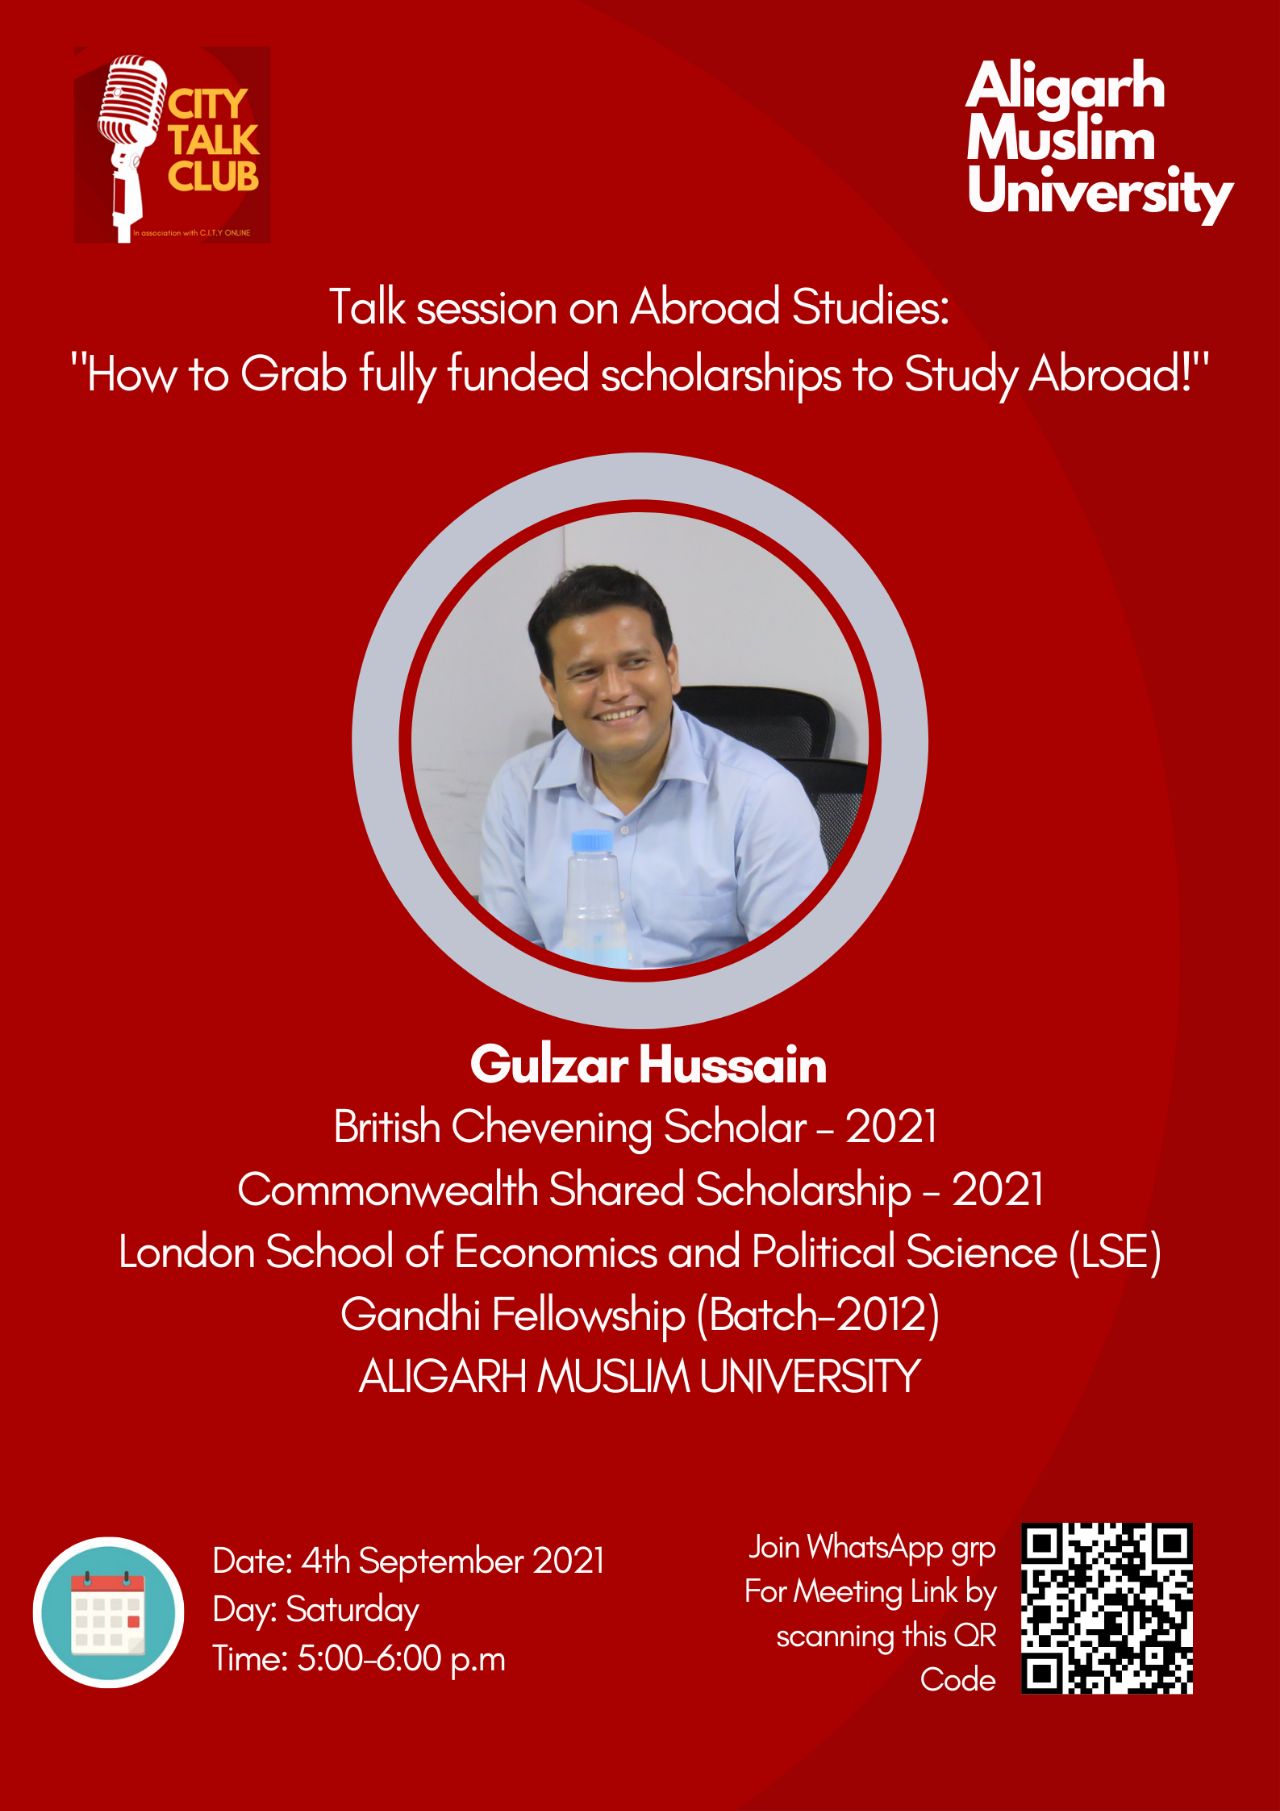 CITY
TALK
CLUB
In association with C.I.T.Y ONLINE
Aligarh
Muslim
University
Talk session on Abroad Studies:
"How to Grab fully funded scholarships to Study Abroad!"
Gulzar Hussain
British Chevening Scholar - 2021
Commonwealth Shared Scholarship - 2021
London School of Economics and Political Science (LSE)
Gandhi Fellowship (Batch-2012)
ALIGARH MUSLIM UNIVERSITY
Date: 4th September 2021
Day: Saturday
Time: 5:00-6:00 p.m
Join WhatsApp grp
For Meeting Link by
scanning this QR
Code